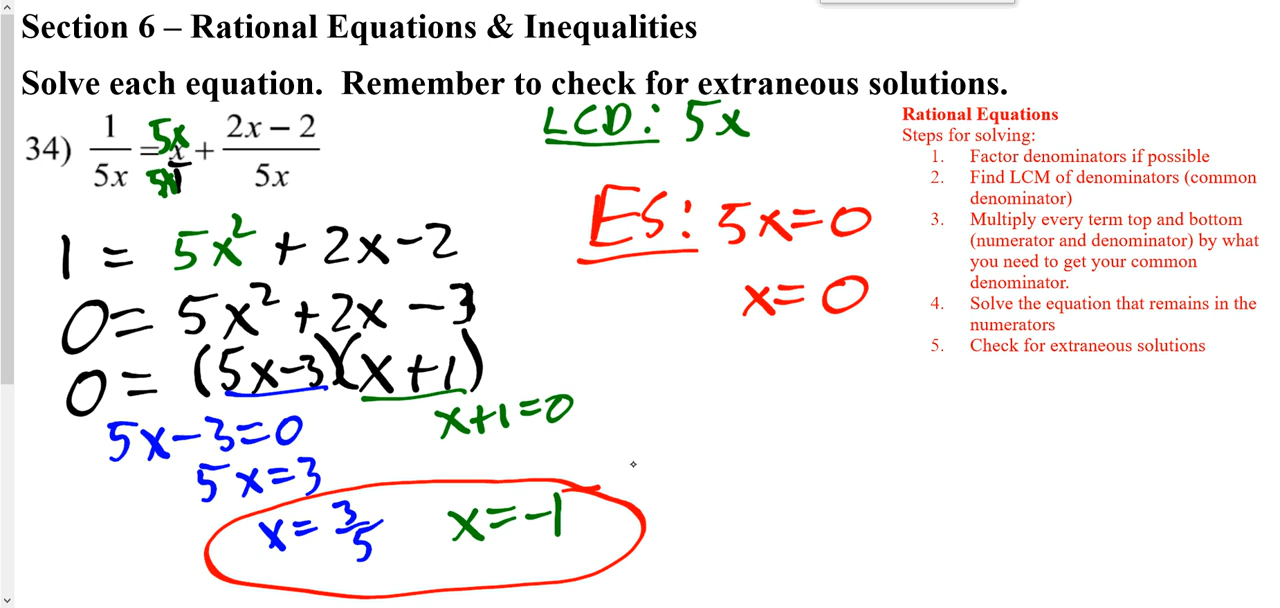 Section 6 – Rational Equations & Inequalities
Solve each equation. Remember to check for extraneous solutions.
34) 1/5x = 5x/5x x/1 + 2x – 2/5x
LCD: 5x
ES: 5x=0
x=0
1 = 5x² + 2x – 2
0 = 5x² + 2x – 3
0 = (5x–3)(x+1)
5x–3=0
x+1=0
5x=3
x= 3/5
x=–1
Rational Equations
Steps for solving:
1. Factor denominators if possible
2. Find LCM of denominators (common
denominator)
3. Multiply every term top and bottom
(numerator and denominator) by what
you need to get your common
denominator.
4. Solve the equation that remains in the
numerators
5. Check for extraneous solutions